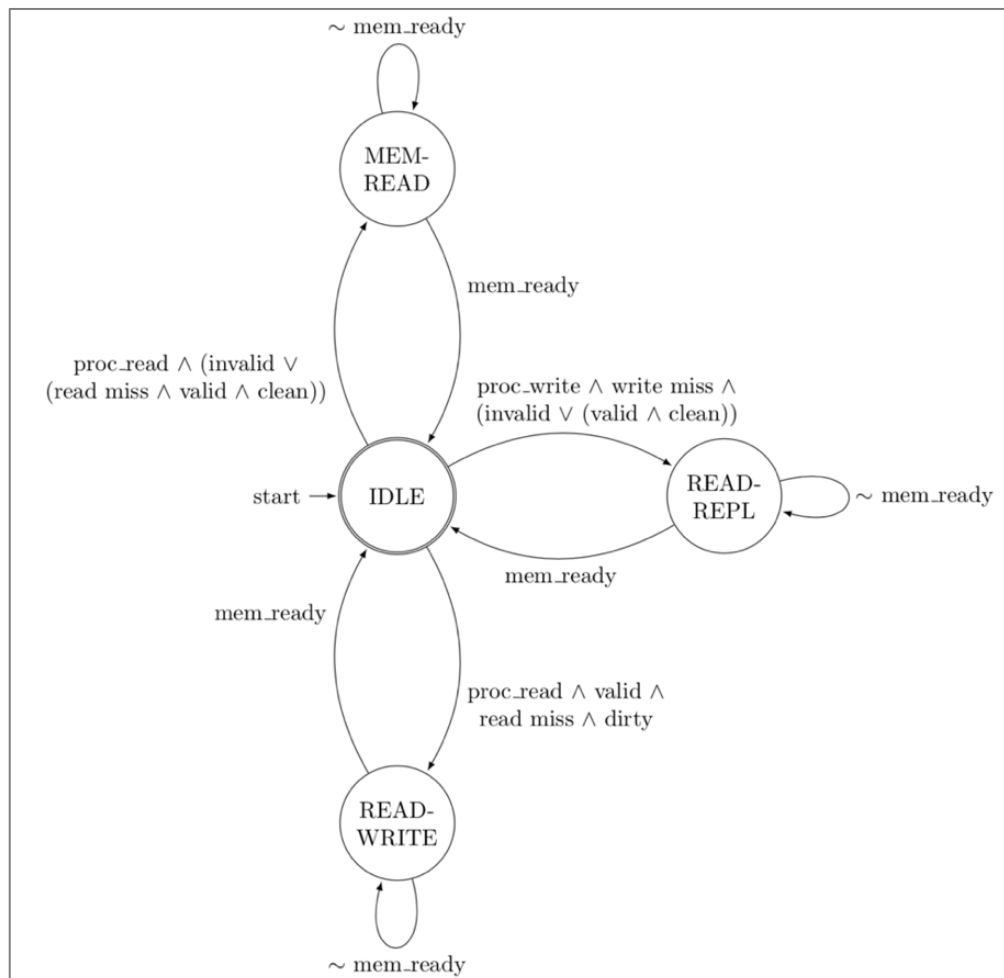 ∼ mem_ready
MEM-
READ
mem_ready
proc_read ∧ (invalid ∨
(read miss ∧ valid ∧ clean))
proc_write ∧ write miss ∧
(invalid ∨ (valid ∧ clean))
start
IDLE
READ-
REPL
∼ mem_ready
mem_ready
mem_ready
proc_read ∧ valid ∧
read miss ∧ dirty
READ-
WRITE
∼ mem_ready